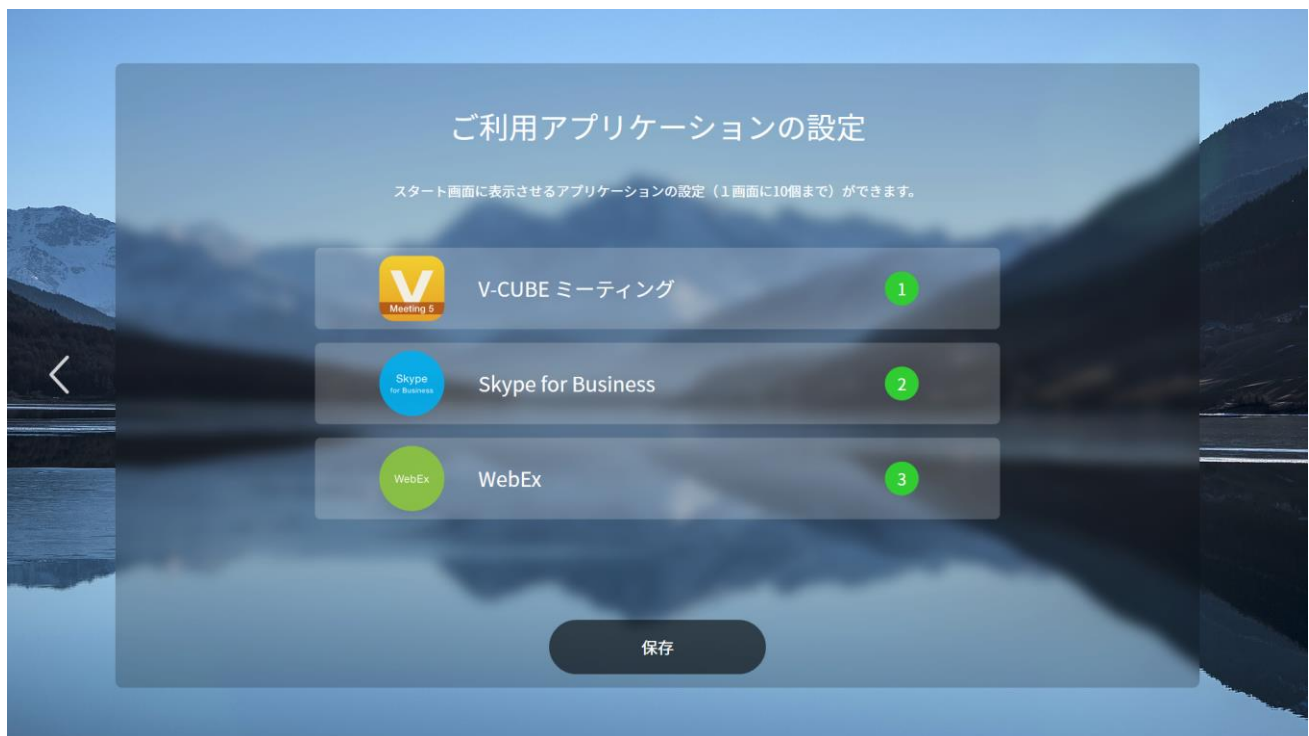 ご利用アプリケーションの設定
スタート画面に表示させるアプリケーションの設定（１画面に10個まで）ができます。
V
Meeting 5
V-CUBE ミーティング
1
Skype
for Business
Skype for Business
2
WebEx
WebEx
3
保存